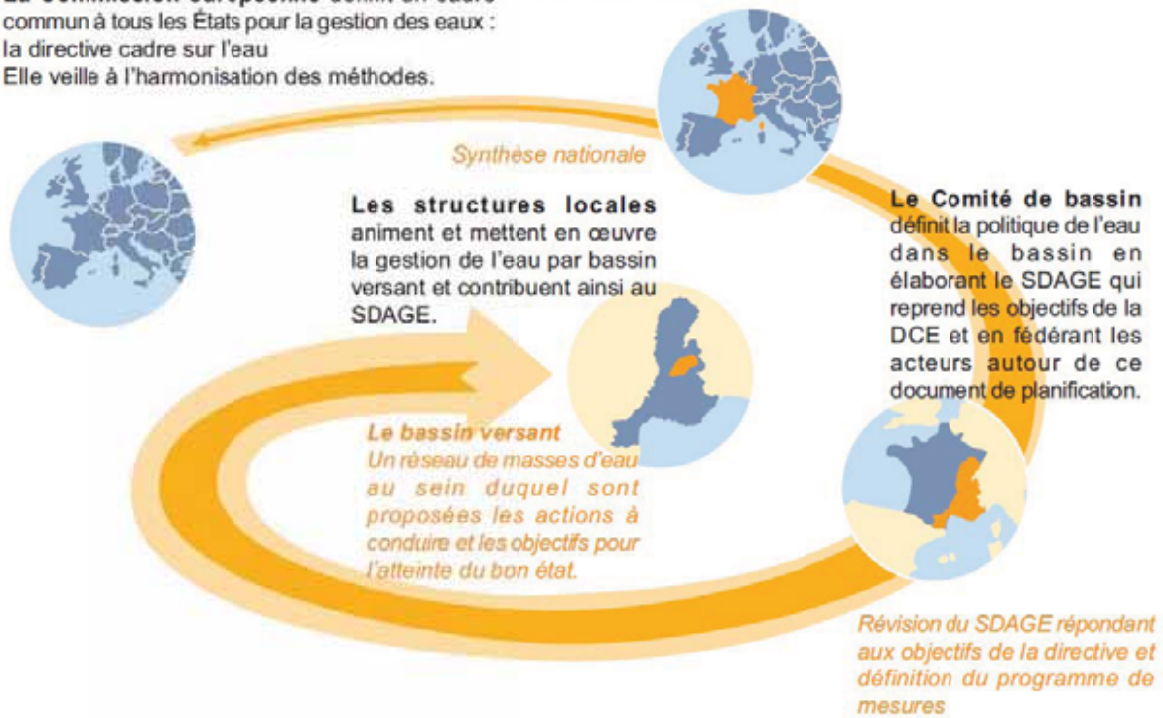 La Commission européenne définit un cadre
commun à tous les États pour la gestion des eaux :
la directive cadre sur l'eau
Elle veille à l'harmonisation des méthodes.
Synthèse nationale
Les structures locales
animent et mettent en œuvre
la gestion de l'eau par bassin
versant et contribuent ainsi au
SDAGE.
Le Comité de bassin
définit la politique de l'eau
dans le bassin en
élaborant le SDAGE qui
reprend les objectifs de la
DCE et en fédérant les
acteurs autour de ce
document de planification.
Le bassin versant
Un réseau de masses d'eau
au sein duquel sont
proposées les actions à
conduire et les objectifs pour
l'atteinte du bon état.
Révision du SDAGE répondant
aux objectifs de la directive et
définition du programme de
mesures